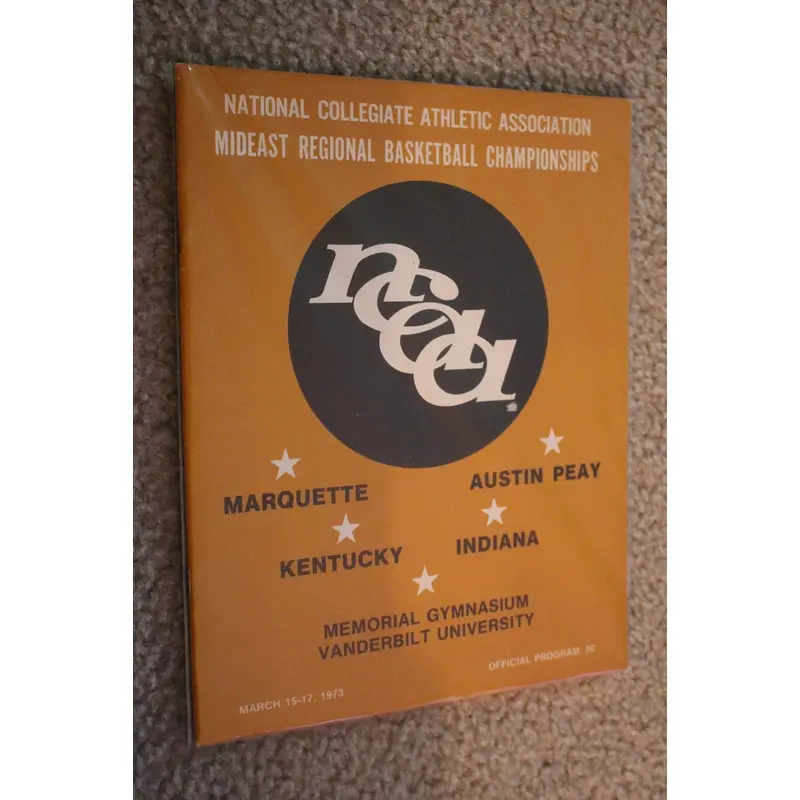 NATIONAL COLLEGIATE ATHLETIC ASSOCIATION
MIDEAST REGIONAL BASKETBALL CHAMPIONSHIPS
ncaa
MARQUETTE
AUSTIN PEAY
KENTUCKY
INDIANA
MEMORIAL GYMNASIUM
VANDERBILT UNIVERSITY
MARCH 15-17, 1973
OFFICIAL PROGRAM